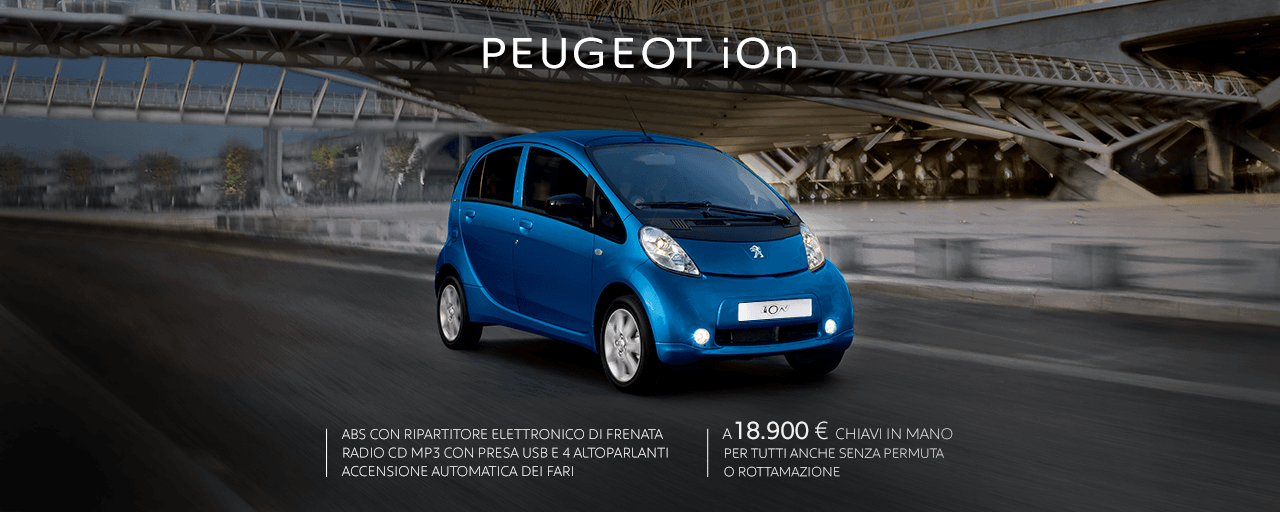 PEUGEOT iOn
iOn
ABS CON RIPARTITORE ELETTRONICO DI FRENATA
RADIO CD MP3 CON PRESA USB E 4 ALTOPARLANTI
ACCENSIONE AUTOMATICA DEI FARI
A 18.900 € CHIAVI IN MANO
PER TUTTI ANCHE SENZA PERMUTA
O ROTTAMAZIONE